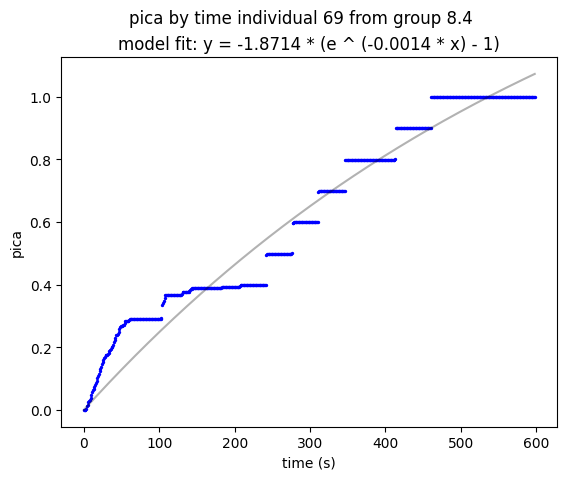 pica by time individual 69 from group 8.4
model fit: y = -1.8714 * (e ^ (-0.0014 * x) - 1)
1.0
0.8
0.6
0.4
0.2
0.0
pica
0 100 200 300 400 500 600
time (s)